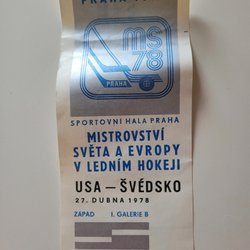 PRAHA
MS
78
PRAHA
SPORTOVNÍ HALA PRAHA
MISTROVSTVÍ
SVĚTA A EVROPY
V LEDNÍM HOKEJI
USA — ŠVÉDSKO
27. DUBNA 1978
ZÁPAD I. GALERIE B